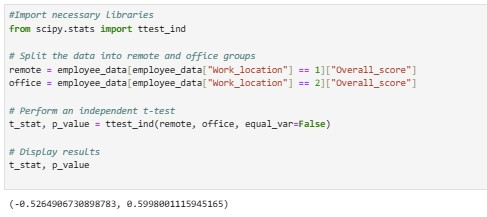 #Import necessary libraries
from scipy.stats import ttest_ind
# Split the data into remote and office groups
remote = employee_data[employee_data["Work_location"] == 1]["Overall_score"]
office = employee_data[employee_data["Work_location"] == 2]["Overall_score"]
# Perform an independent t-test
t_stat, p_value = ttest_ind(remote, office, equal_var=False)
# Display results
t_stat, p_value
(-0.5264906730898783, 0.5998001115945165)